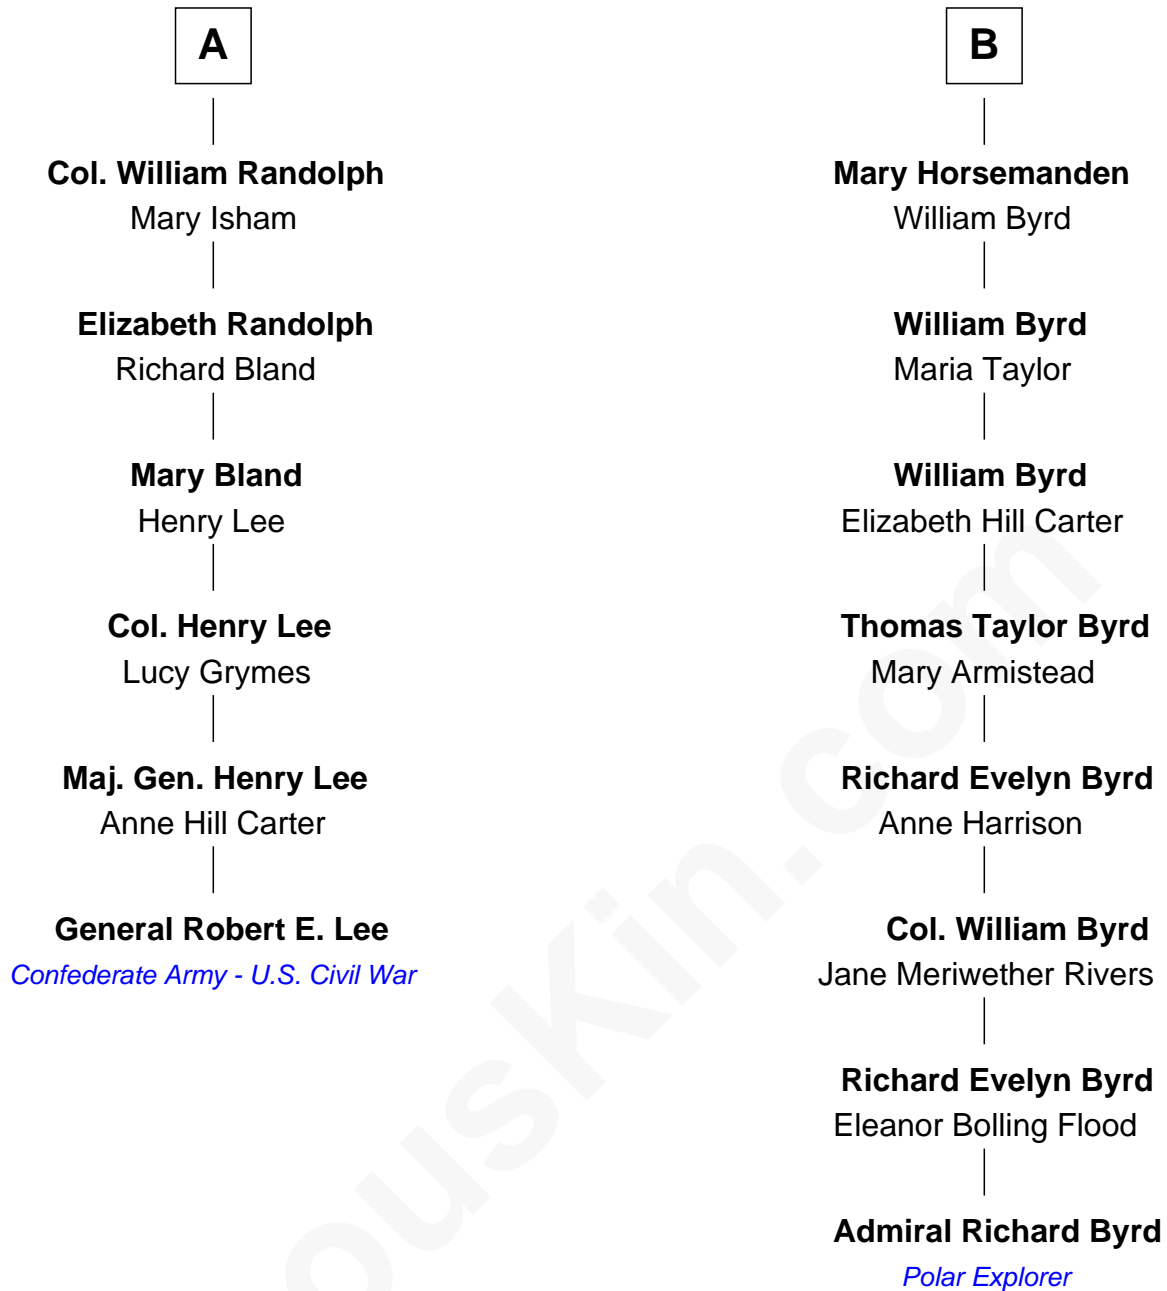 A
Col. William Randolph
Mary Isham
Elizabeth Randolph
Richard Bland
Mary Bland
Henry Lee
Col. Henry Lee
Lucy Grymes
Maj. Gen. Henry Lee
Anne Hill Carter
General Robert E. Lee
Confederate Army - U.S. Civil War
B
Mary Horsemanden
William Byrd
William Byrd
Maria Taylor
William Byrd
Elizabeth Hill Carter
Thomas Taylor Byrd
Mary Armistead
Richard Evelyn Byrd
Anne Harrison
Col. William Byrd
Jane Meriwether Rivers
Richard Evelyn Byrd
Eleanor Bolling Flood
Admiral Richard Byrd
Polar Explorer
ousKin.com